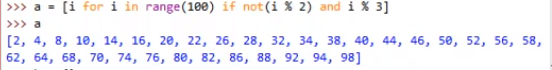 >>> a = [i for i in range(100) if not(i % 2) and i % 3]
>>> a
[2, 4, 8, 10, 14, 16, 20, 22, 26, 28, 32, 34, 38, 40, 44, 46, 50, 52, 56, 58,
62, 64, 68, 70, 74, 76, 80, 82, 86, 88, 92, 94, 98]